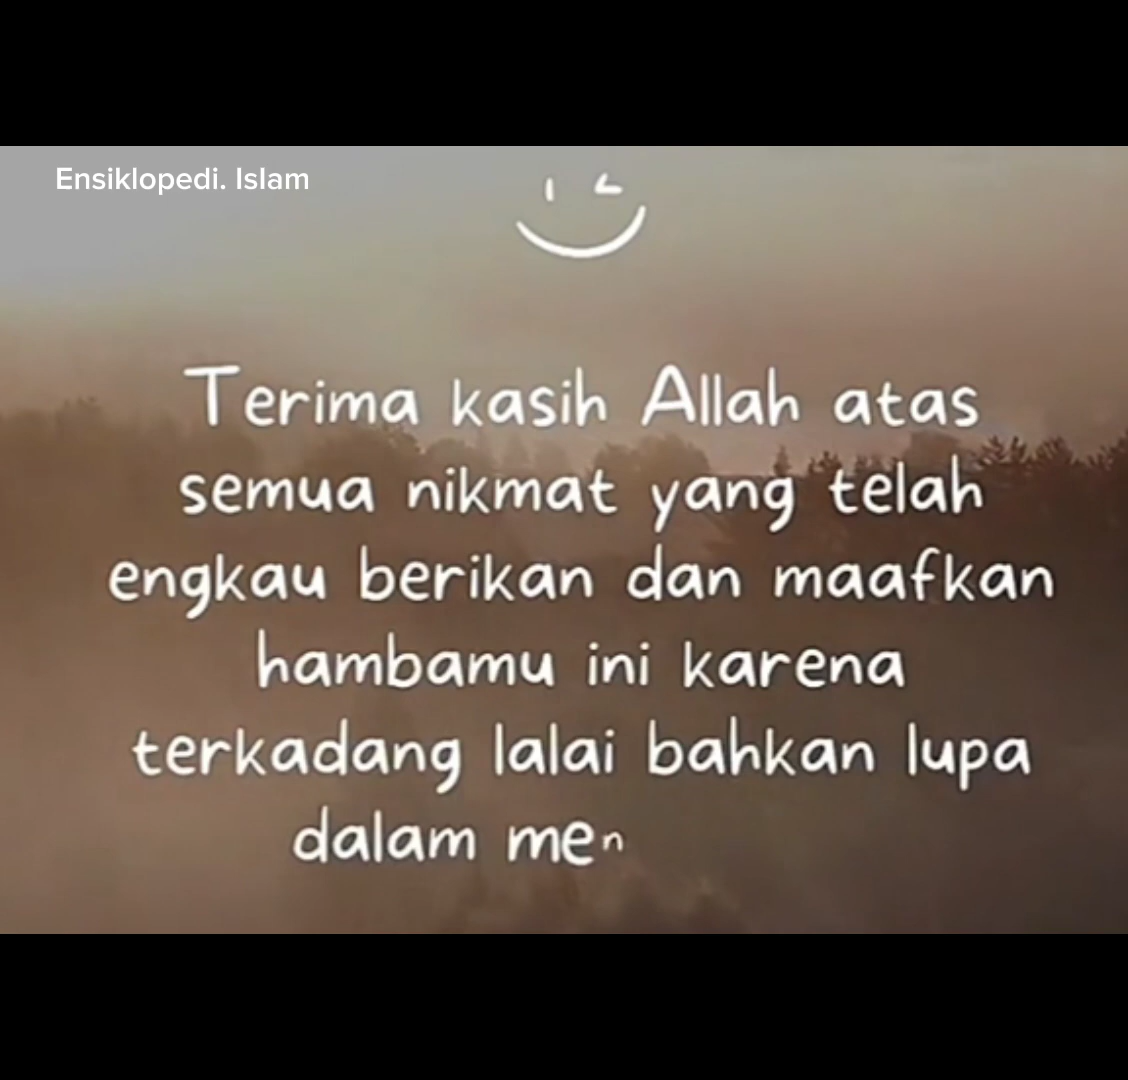 Ensiklopedi. Islam
Terima kasih Allah atas
semua nikmat yang telah
engkau berikan dan maafkan
hambamu ini karena
terkadang lalai bahkan lupa
dalam men